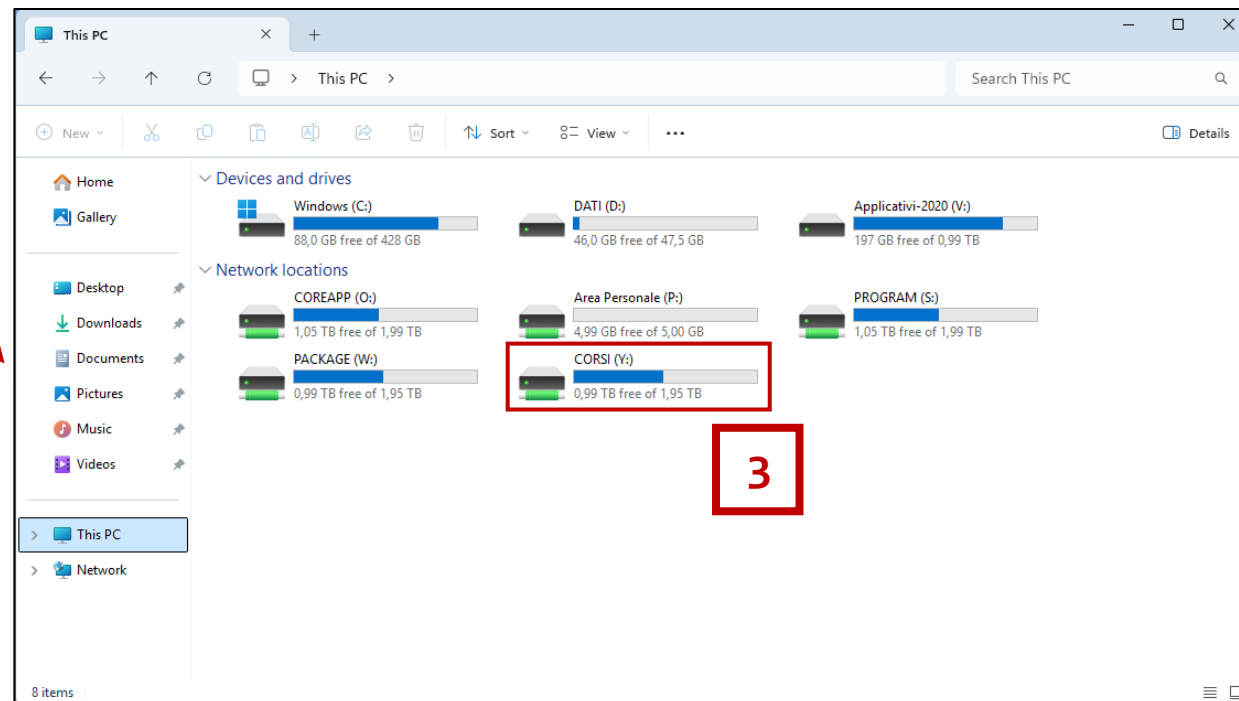 This PC
This PC
Search This PC
New
Sort
View
Details
Home
Gallery
Desktop
Downloads
Documents
Pictures
Music
Videos
This PC
Network
Devices and drives
Windows (C:)
88,0 GB free of 428 GB
DATI (D:)
46,0 GB free of 47,5 GB
Applicativi-2020 (V:)
197 GB free of 0,99 TB
Network locations
COREAPP (O:)
1,05 TB free of 1,99 TB
Area Personale (P:)
4,99 GB free of 5,00 GB
PROGRAM (S:)
1,05 TB free of 1,99 TB
PACKAGE (W:)
0,99 TB free of 1,95 TB
CORSI (Y:)
0,99 TB free of 1,95 TB
3
8 items